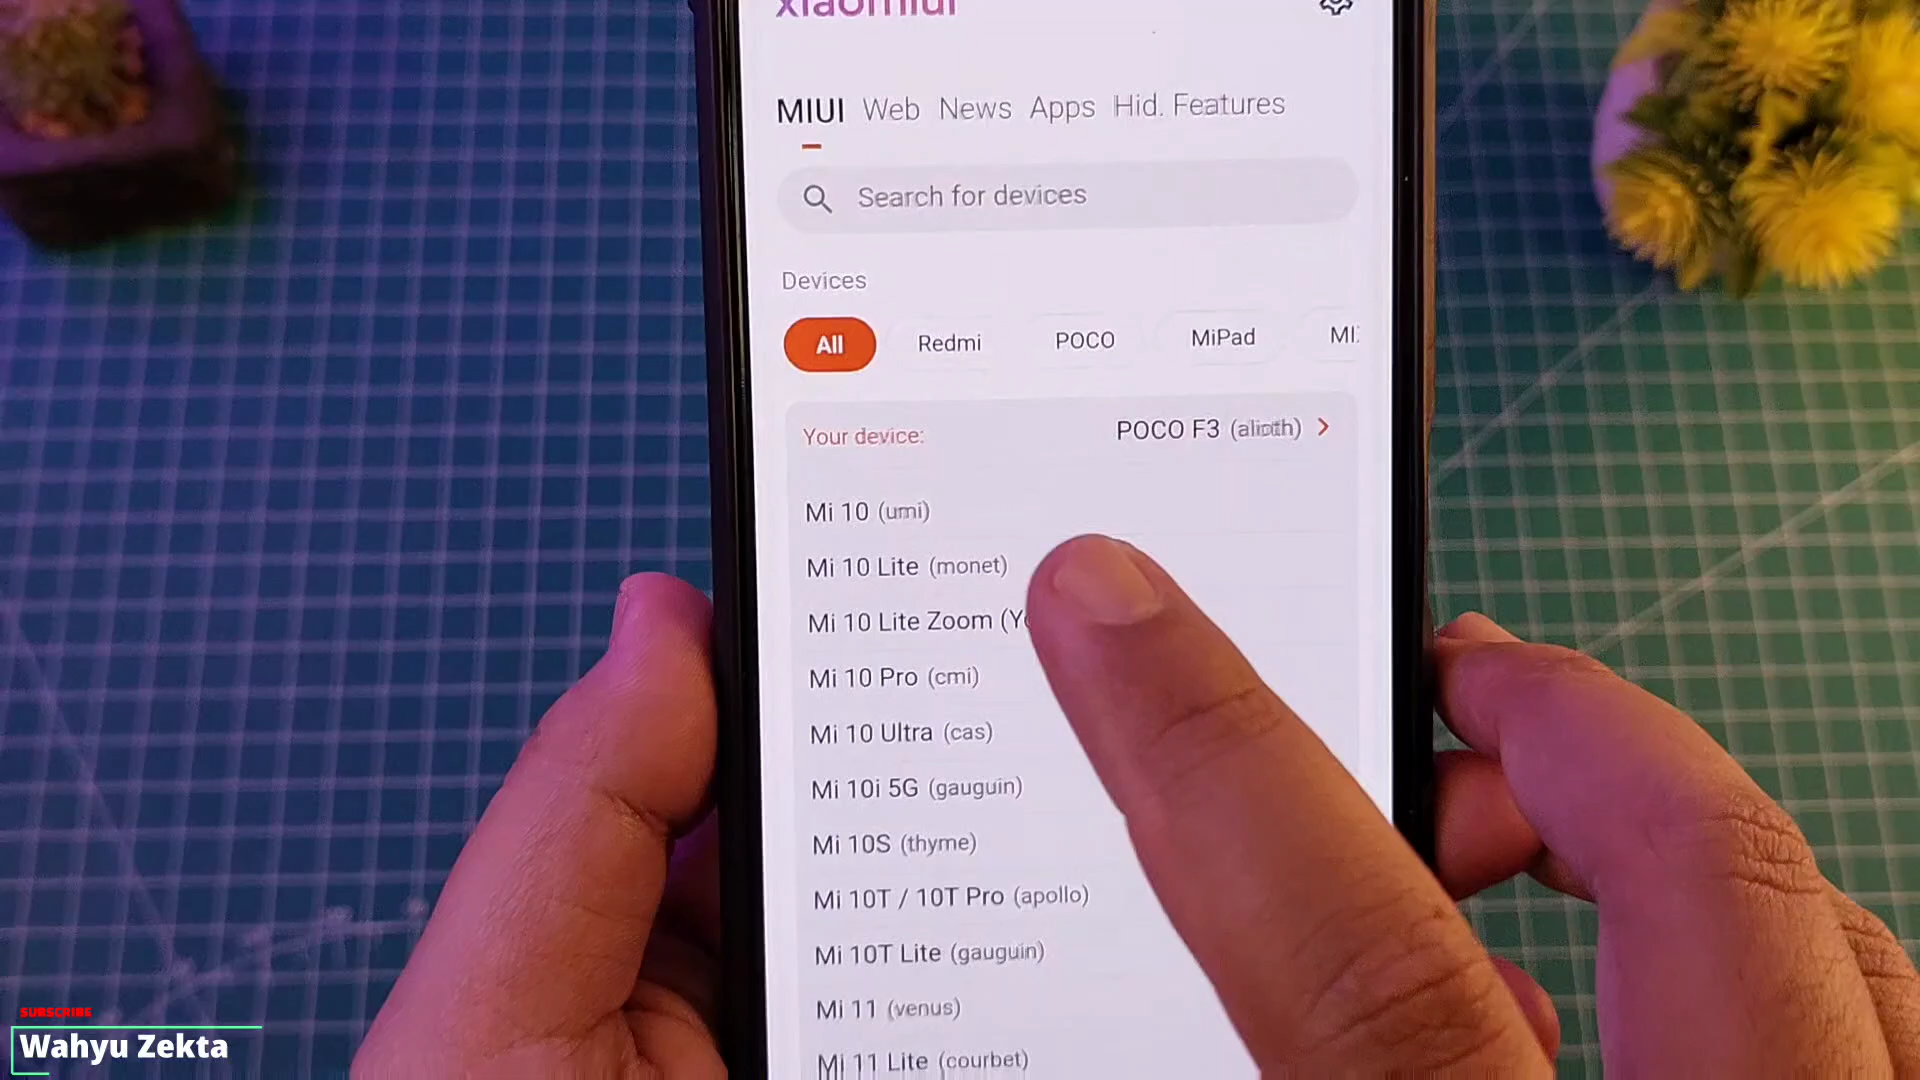 xiaomiui
MIUI Web News Apps Hid. Features
Search for devices
Devices
All Redmi POCO MiPad MI
Your device: POCO F3 (alioth)
Mi 10 (umi)
Mi 10 Lite (monet)
Mi 10 Lite Zoom (Yo
Mi 10 Pro (cmi)
Mi 10 Ultra (cas)
Mi 10i 5G (gauguin)
Mi 10S (thyme)
Mi 10T / 10T Pro (apollo)
Mi 10T Lite (gauguin)
Mi 11 (venus)
Mi 11 Lite (courbet)
SUBSCRIBE
Wahyu Zekta